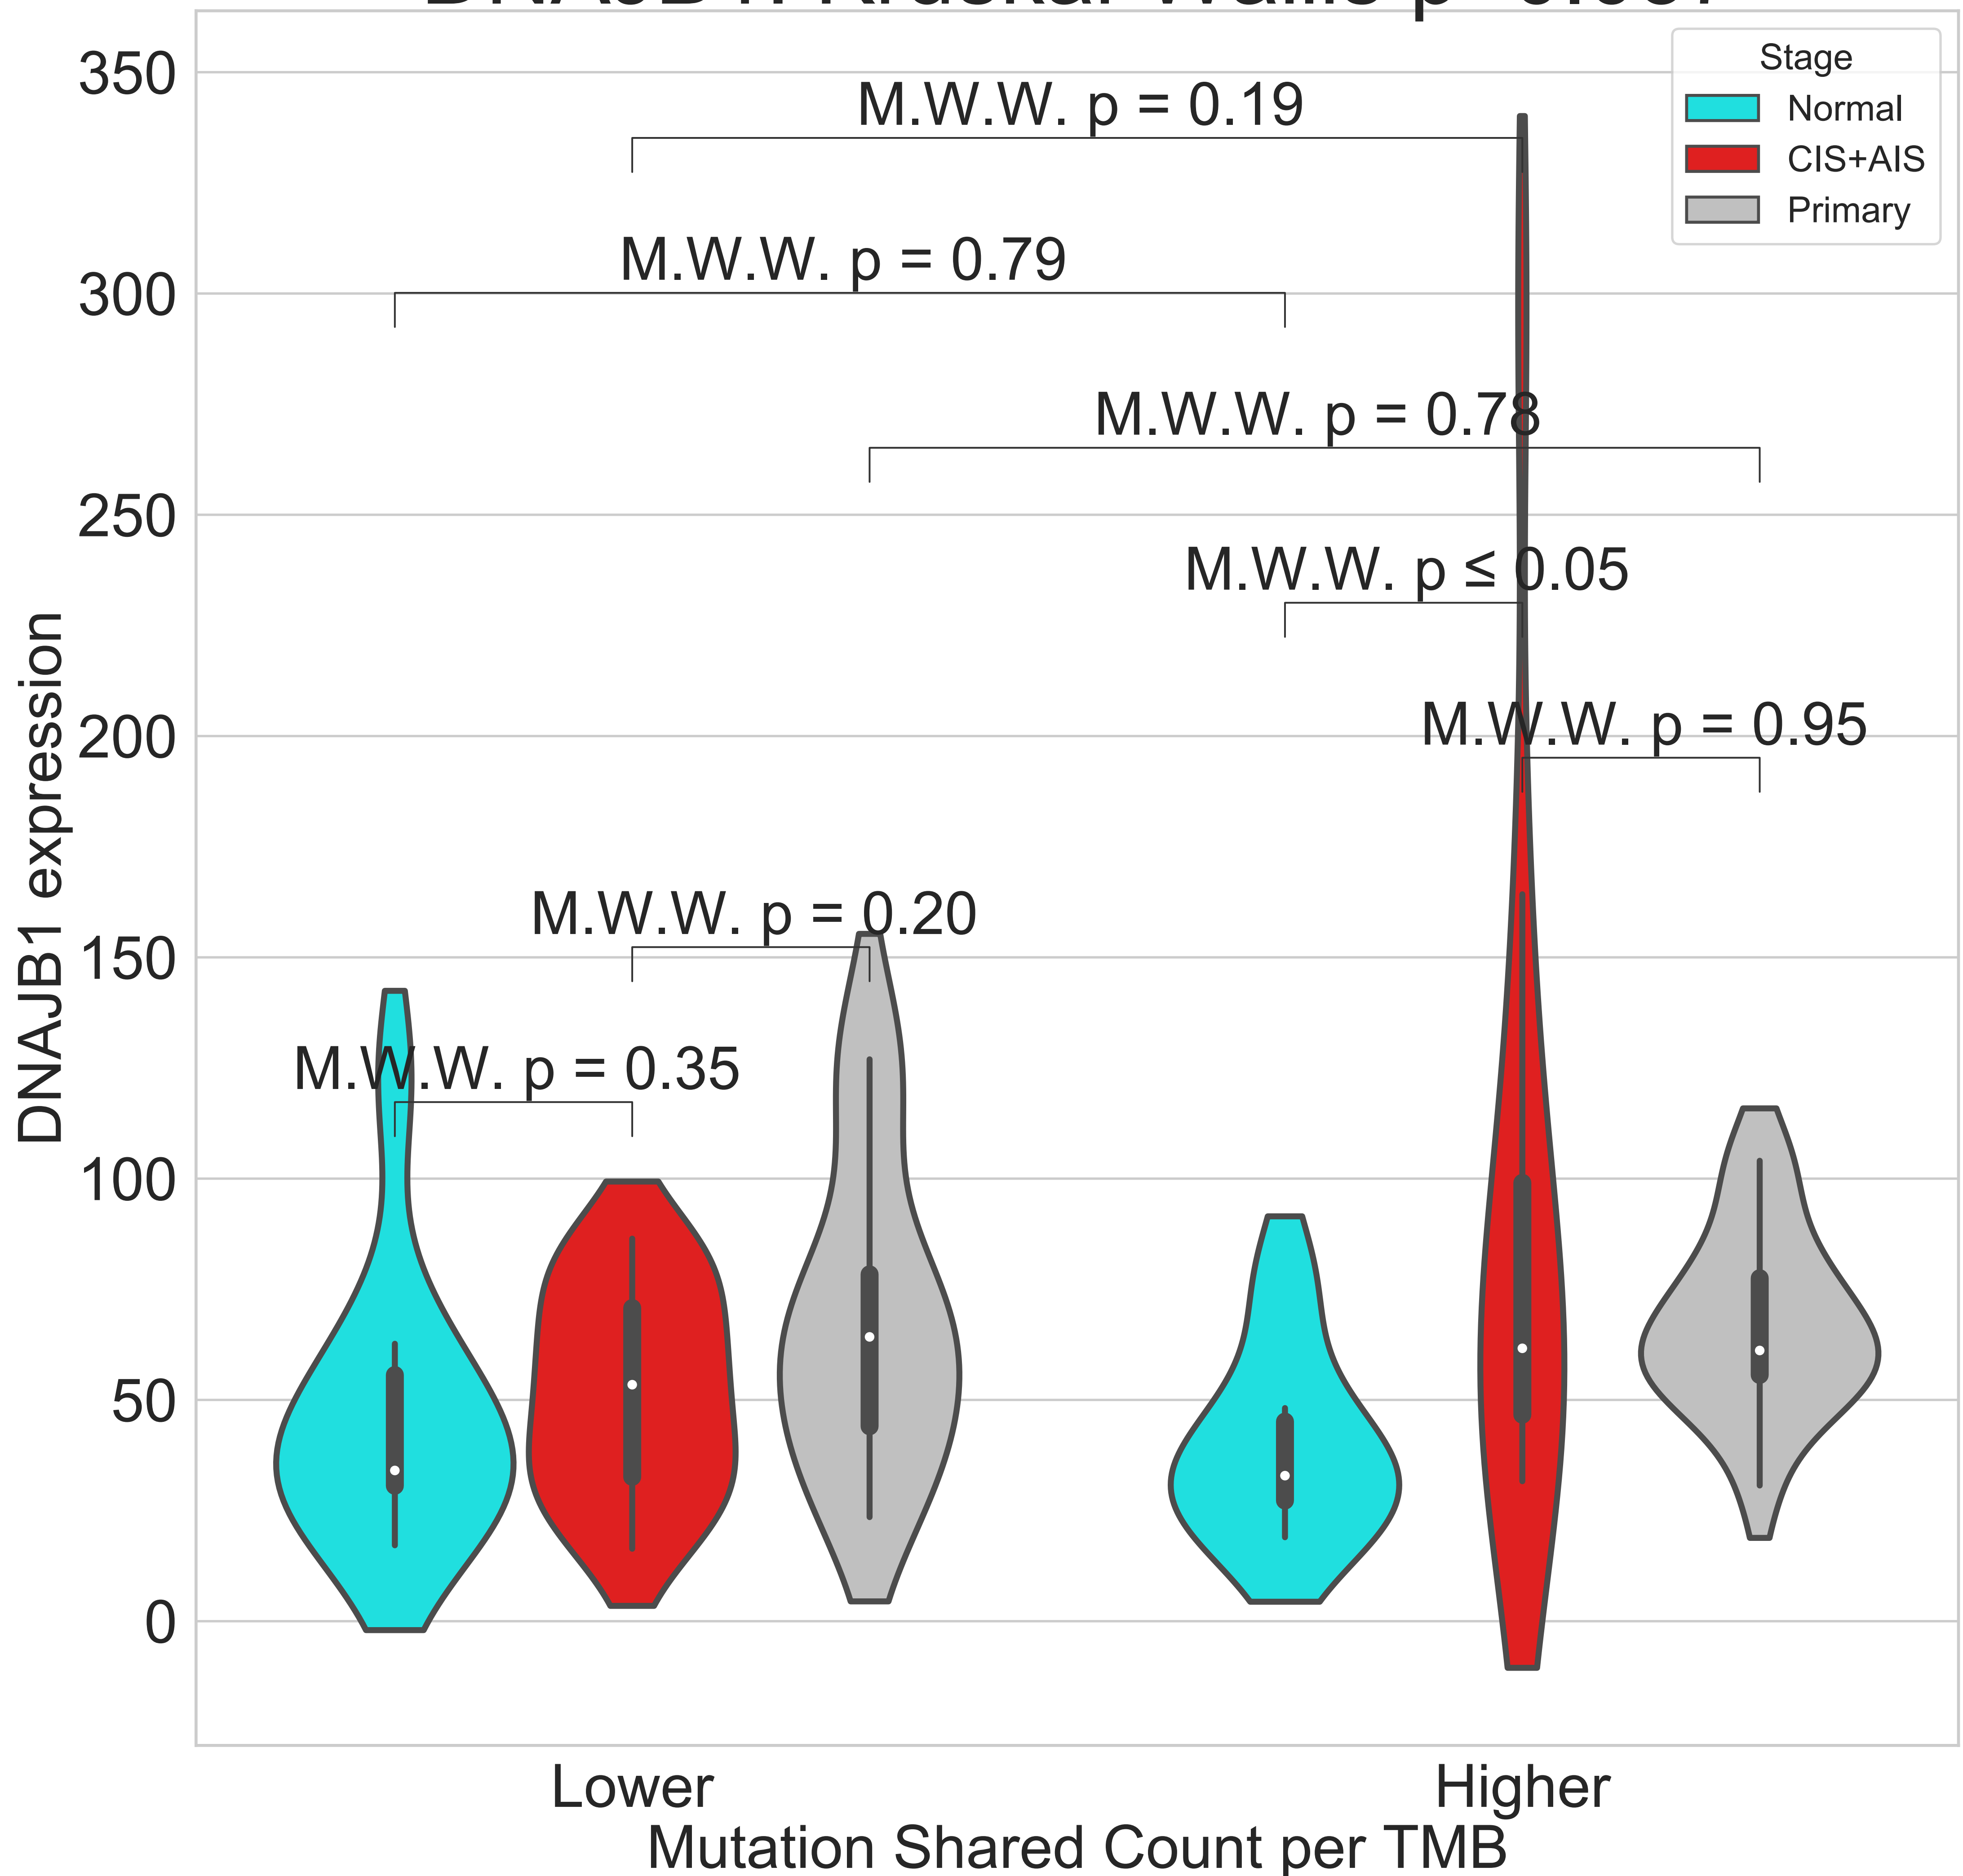 Stage
Normal
CIS+AIS
Primary
350
300
250
200
150
100
50
0
DNAJB1 expression
M.W.W. p = 0.19
M.W.W. p = 0.79
M.W.W. p = 0.78
M.W.W. p ≤ 0.05
M.W.W. p = 0.95
M.W.W. p = 0.20
M.W.W. p = 0.35
Lower
Higher
Mutation Shared Count per TMB